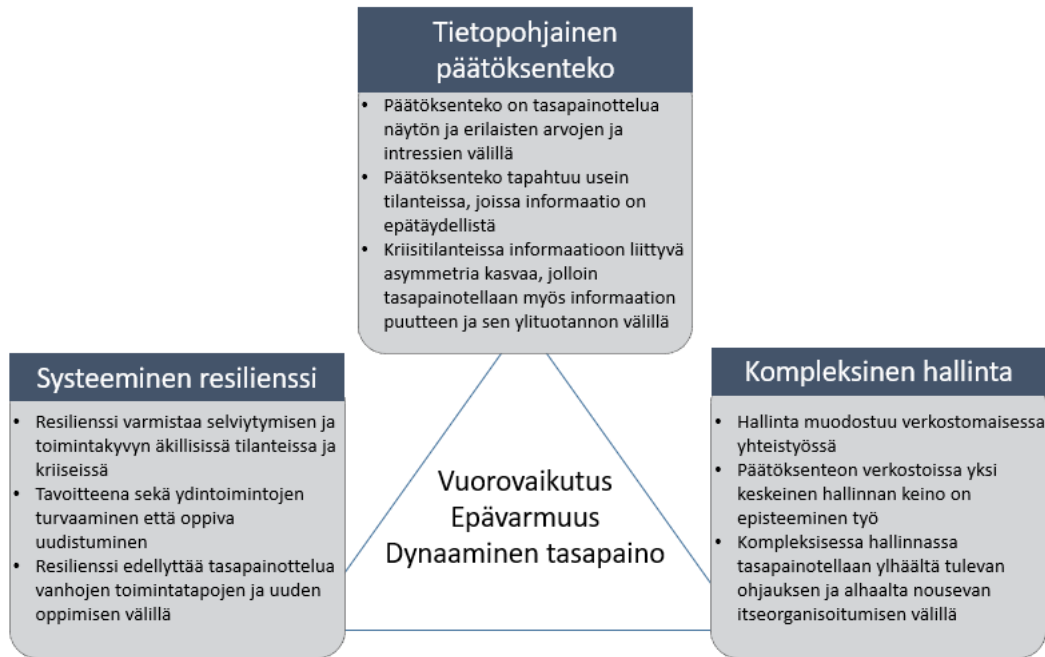 Tietopohjainen
päätöksenteko
• Päätöksenteko on tasapainottelua
näytön ja erilaisten arvojen ja
intressien välillä
• Päätöksenteko tapahtuu usein
tilanteissa, joissa informaatio on
epätäydellistä
• Kriisitilanteissa informaatioon liittyvä
asymmetria kasvaa, jolloin
tasapainotellaan myös informaation
puutteen ja sen ylituotannon välillä
Systeeminen resilienssi
• Resilienssi varmistaa selviytymisen ja
toimintakyvyn äkillisissä tilanteissa ja
kriiseissä
• Tavoitteena sekä ydintoimintojen
turvaaminen että oppiva
uudistuminen
• Resilienssi edellyttää tasapainottelua
vanhojen toimintatapojen ja uuden
oppimisen välillä
Vuorovaikutus
Epävarmuus
Dynaaminen tasapaino
Kompleksinen hallinta
• Hallinta muodostuu verkostomaisessa
yhteistyössä
• Päätöksenteon verkostoissa yksi
keskeinen hallinnan keino on
episteeminen työ
• Kompleksisessa hallinnassa
tasapainotellaan ylhäältä tulevan
ohjauksen ja alhaalta nousevan
itseorganisoitumisen välillä